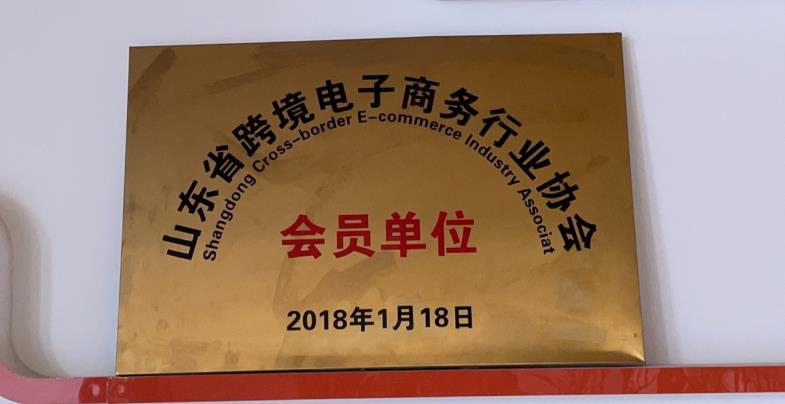 山东省跨境电子商务行业协会
Shangdong Cross-border E-commerce Industry Associat
会员单位
2018年1月18日